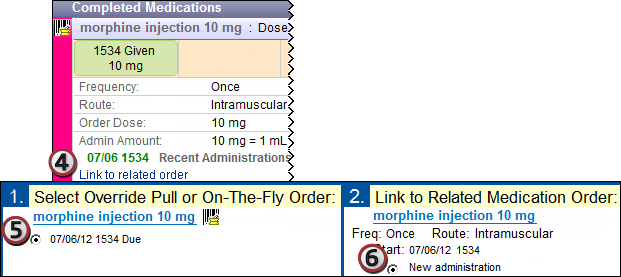 Completed Medications
morphine injection 10 mg : Dose
1534 Given
10 mg
Frequency: Once
Route: Intramuscular
Order Dose: 10 mg
Admin Amount: 10 mg = 1 mL
4 07/06 1534 Recent Administrations
Link to related order
1. Select Override Pull or On-The-Fly Order:
morphine injection 10 mg
5 07/06/12 1534 Due
2. Link to Related Medication Order:
morphine injection 10 mg
Freq: Once Route: Intramuscular
Start: 07/06/12 1534
6 New administration